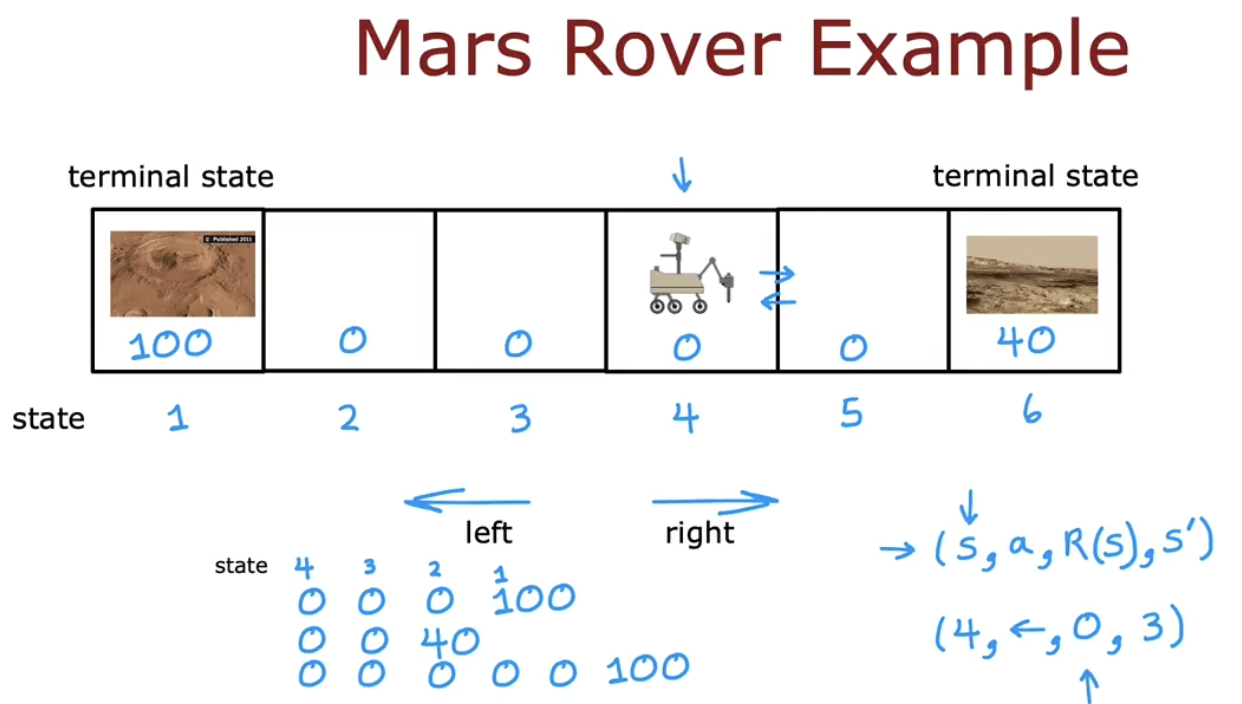 Mars Rover Example
terminal state terminal state
© Published 2011
100 0 0 0 0 40
state 1 2 3 4 5 6
left right
(s, a, R(s), s')
state 4 3 2 1
0 0 0 100
(4, ←, 0, 3)
0 0 40
0 0 0 0 0 100